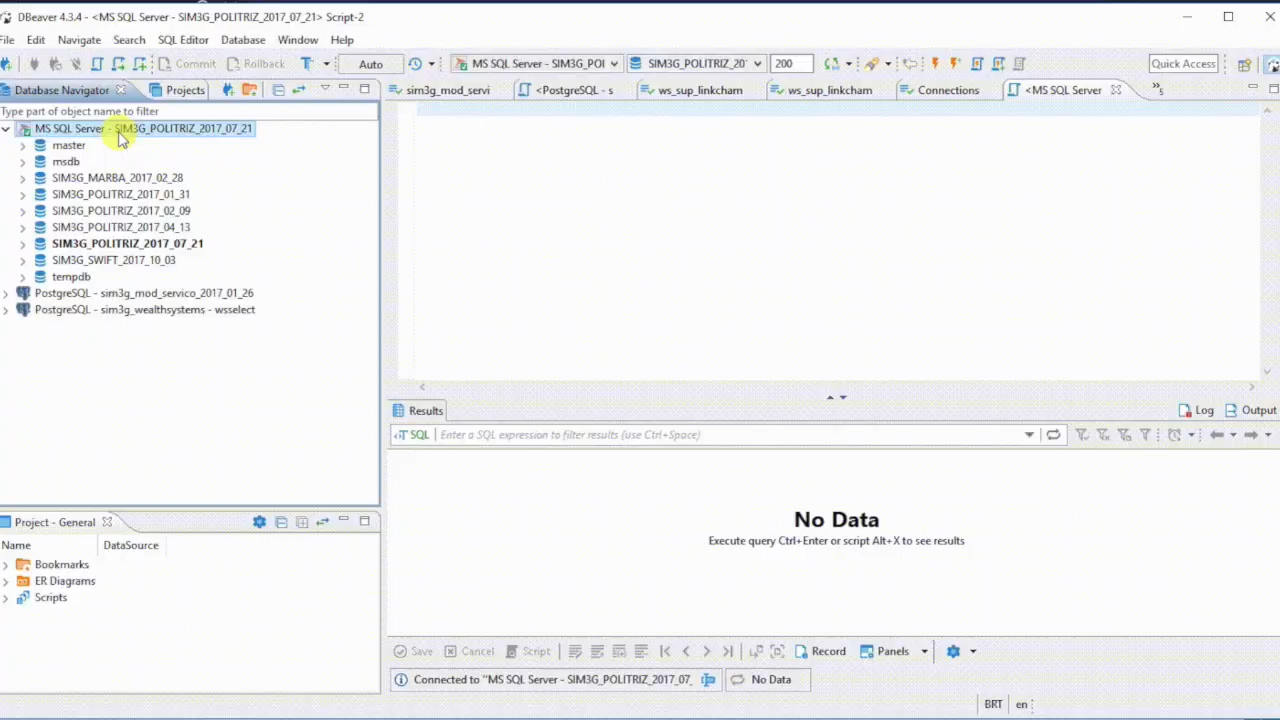 DBeaver 4.3.4 - <MS SQL Server - SIM3G_POLITRIZ_2017_07_21> Script-2
File Edit Navigate Search SQL Editor Database Window Help
Commit Rollback Auto MS SQL Server - SIM3G_POI SIM3G_POLITRIZ_20' 200 Quick Access
Database Navigator Projects
simg3g_mod_servi <PostgreSQL - s ws_sup_linkcham ws_sup_linkcham Connections <MS SQL Server »5
Type part of object name to filter
MS SQL Server - SIM3G_POLITRIZ_2017_07_21
master
msdb
SIM3G_MARBA_2017_02_28
SIM3G_POLITRIZ_2017_01_31
SIM3G_POLITRIZ_2017_02_09
SIM3G_POLITRIZ_2017_04_13
SIM3G_POLITRIZ_2017_07_21
SIM3G_SWIFT_2017_10_03
tempdb
PostgreSQL - sim3g_mod_servico_2017_01_26
PostgreSQL - sim3g_wealthsystems - wsselect
Results Log Output
SQL Enter a SQL expression to filter results (use Ctrl+Space)
No Data
Execute query Ctrl+Enter or script Alt+X to see results
Project - General
Name DataSource
Bookmarks
ER Diagrams
Scripts
Save Cancel Script Record Panels
Connected to "MS SQL Server - SIM3G_POLITRIZ_2017_07_ No Data
BRT en